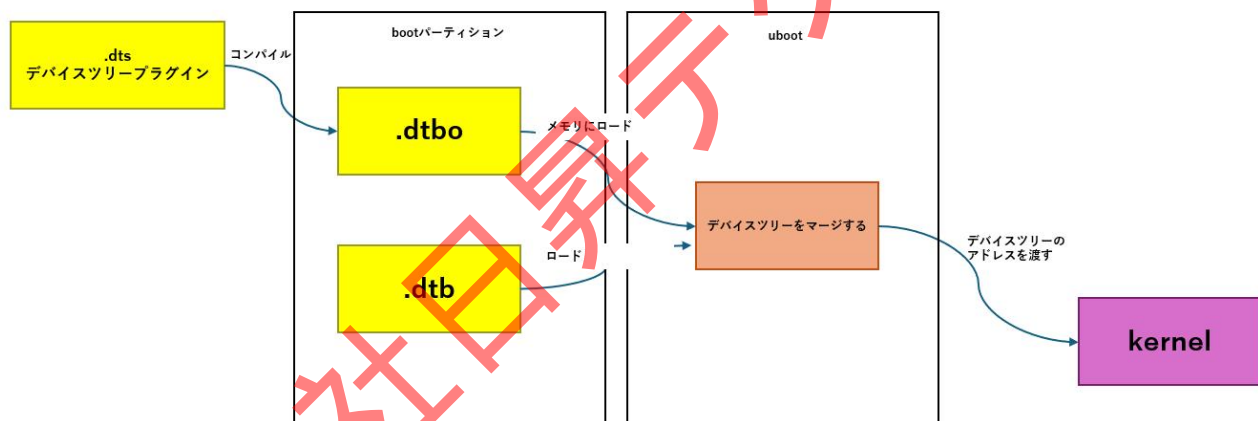 .dts
デバイスツリープラグイン
コンパイル
bootパーティション
.dtbo
メモリにロード
.dtb
ロード
uboot
デバイスツリーをマージする
デバイスツリーの
アドレスを渡す
kernel
社日昇テ